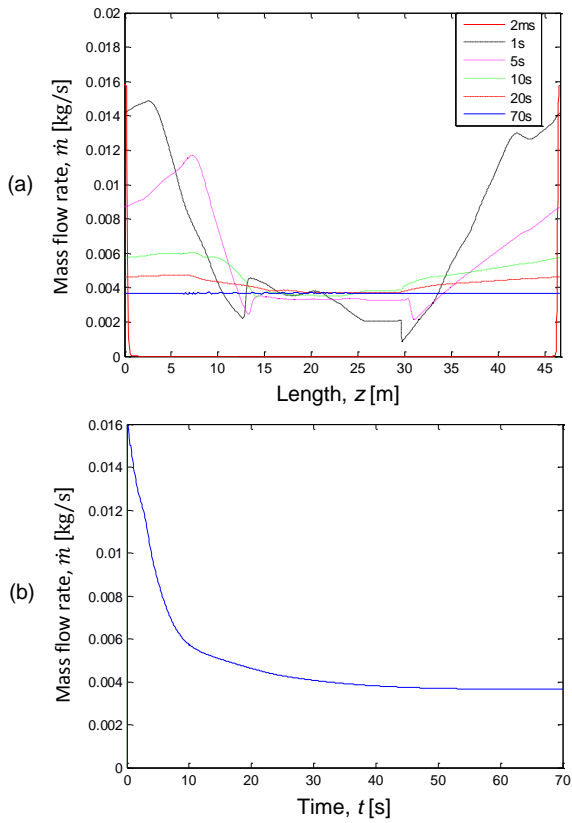 (a)
Mass flow rate, ṁ [kg/s]
0.02
0.018
0.016
0.014
0.012
0.01
0.008
0.006
0.004
0.002
0
0 5 10 15 20 25 30 35 40 45
Length, z [m]
2ms
1s
5s
10s
20s
70s
(b)
Mass flow rate, ṁ [kg/s]
0.016
0.014
0.012
0.01
0.008
0.006
0.004
0.002
0
0 10 20 30 40 50 60 70
Time, t [s]